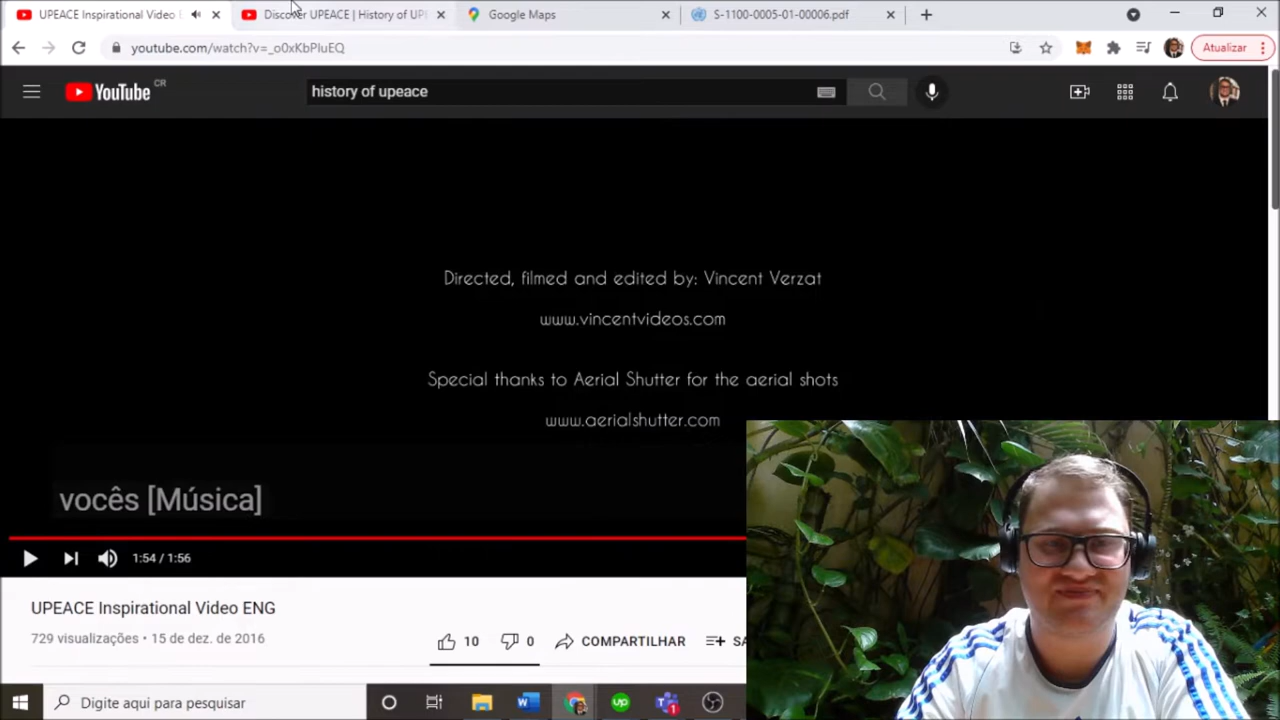 UPEACE Inspirational Video E
Discover UPEACE | History of UPE
Google Maps
S-1100-0005-01-00006.pdf
youtube.com/watch?v=_o0xKbPluEQ
Atualizar
YouTube CR
history of upeace
Directed, filmed and edited by: Vincent Verzat
www.vincentvideos.com
Special thanks to Aerial Shutter for the aerial shots
www.aerialshutter.com
vocês [Música]
1:54 / 1:56
UPEACE Inspirational Video ENG
729 visualizações • 15 de dez. de 2016
10
0
COMPARTILHAR
SA
Digite aqui para pesquisar